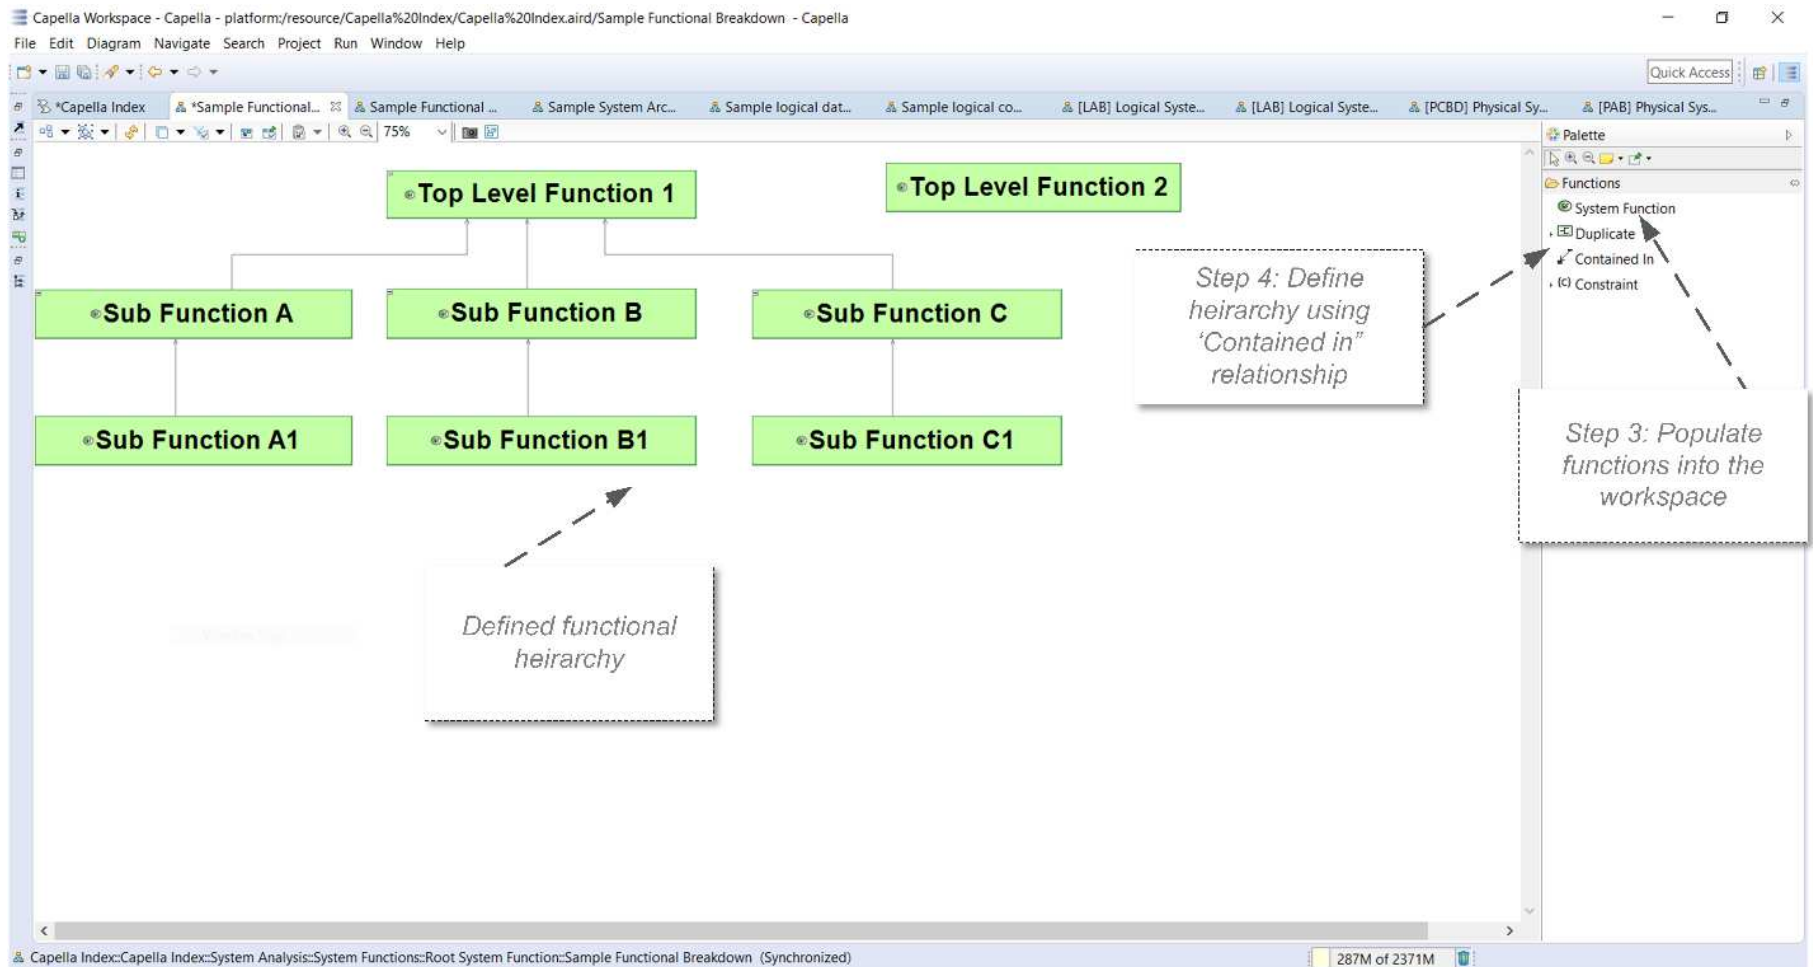 Capella Workspace - Capella - platform:/resource/Capella%20Index/Capella%20Index.aird/Sample Functional Breakdown - Capella
File Edit Diagram Navigate Search Project Run Window Help
Quick Access
*Capella Index *Sample Functional... Sample Functional ... Sample System Arc... Sample logical dat... Sample logical co... [LAB] Logical Syste... [LAB] Logical Syste... [PCBD] Physical Sy... [PAB] Physical Sys...
75%
Palette
Functions
System Function
Duplicate
Contained In
(c) Constraint
Top Level Function 1
Top Level Function 2
Sub Function A
Sub Function B
Sub Function C
Sub Function A1
Sub Function B1
Sub Function C1
Step 4: Define
heirarchy using
‘Contained in”
relationship
Step 3: Populate
functions into the
workspace
Defined functional
heirarchy
Capella Index::Capella Index::System Analysis::System Functions::Root System Function::Sample Functional Breakdown (Synchronized)
287M of 2371M